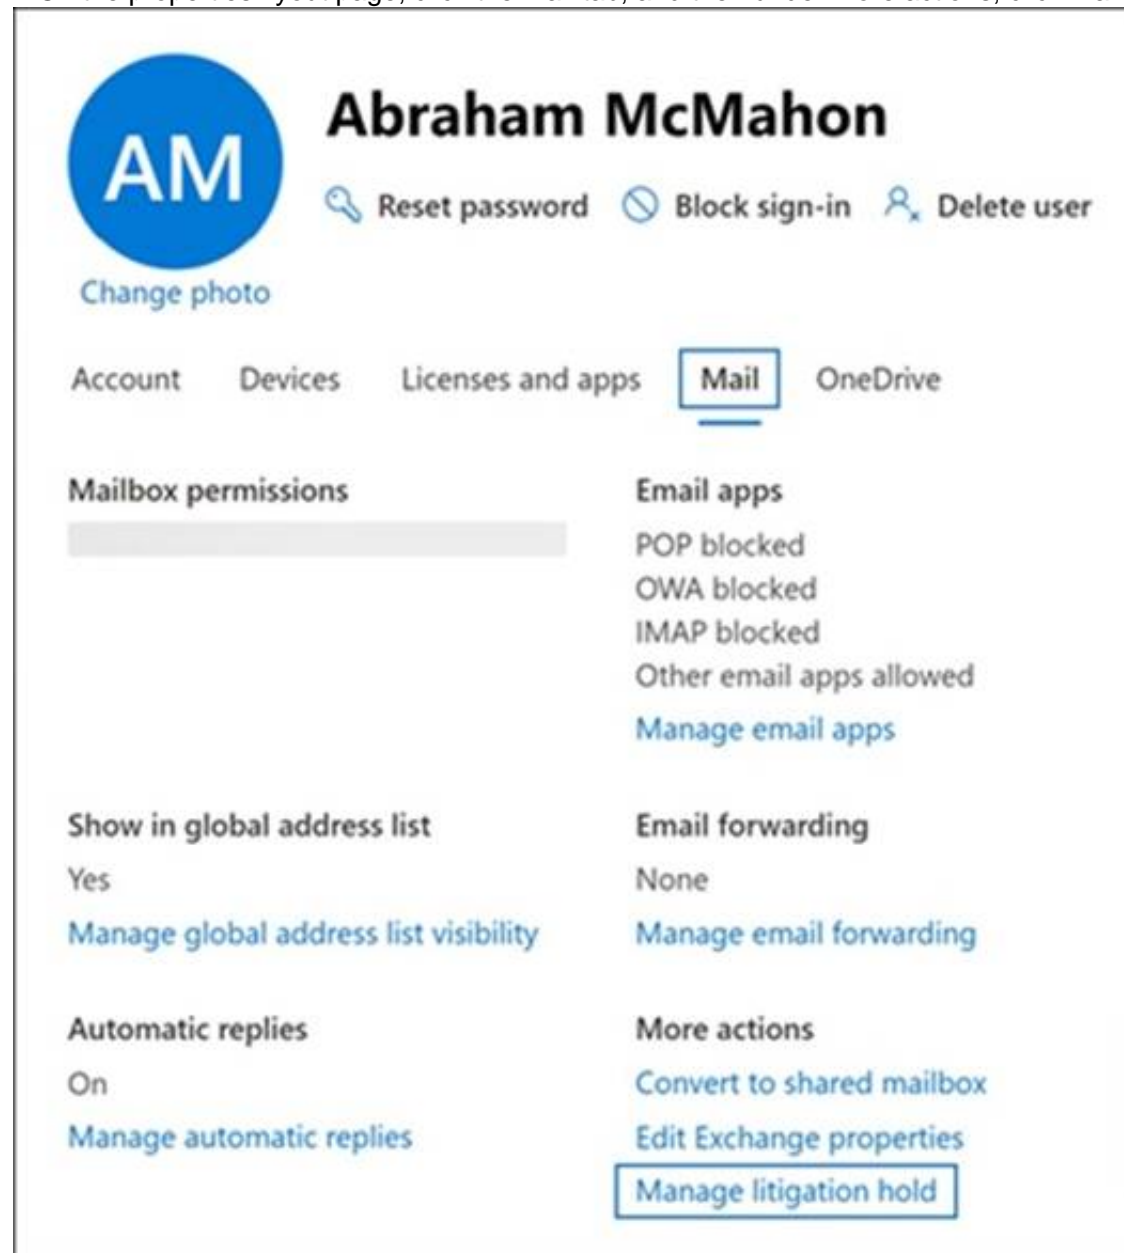 AM
Abraham McMahon
Reset password Block sign-in Delete user
Change photo
Account Devices Licenses and apps Mail OneDrive
Mailbox permissions
Email apps
POP blocked
OWA blocked
IMAP blocked
Other email apps allowed
Manage email apps
Show in global address list
Yes
Manage global address list visibility
Email forwarding
None
Manage email forwarding
Automatic replies
On
Manage automatic replies
More actions
Convert to shared mailbox
Edit Exchange properties
Manage litigation hold